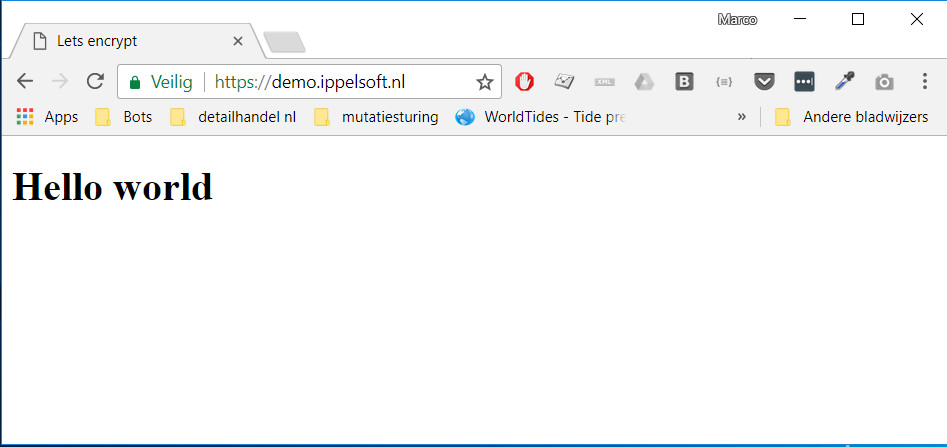 Marco
Lets encrypt
Veilig https://demo.ippelsoft.nl
XML B {≡}
Apps Bots detailhandel nl mutatiesturing WorldTides - Tide pre » Andere bladwijzers
Hello world